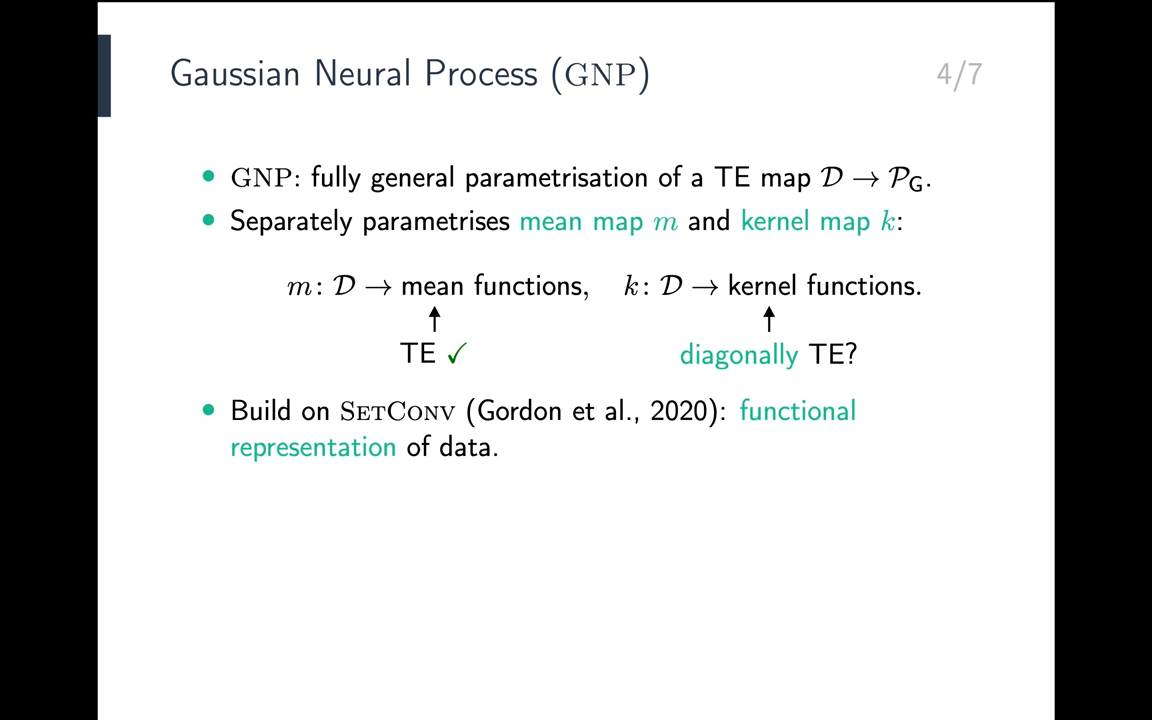 Gaussian Neural Process (GNP)
4/7
• GNP: fully general parametrisation of a TE map 𝒟 → 𝒫_G.
• Separately parametrises mean map m and kernel map k:
m: 𝒟 → mean functions, k: 𝒟 → kernel functions.
↑ ↑
TE ✓ diagonally TE?
• Build on SETCONV (Gordon et al., 2020): functional
representation of data.